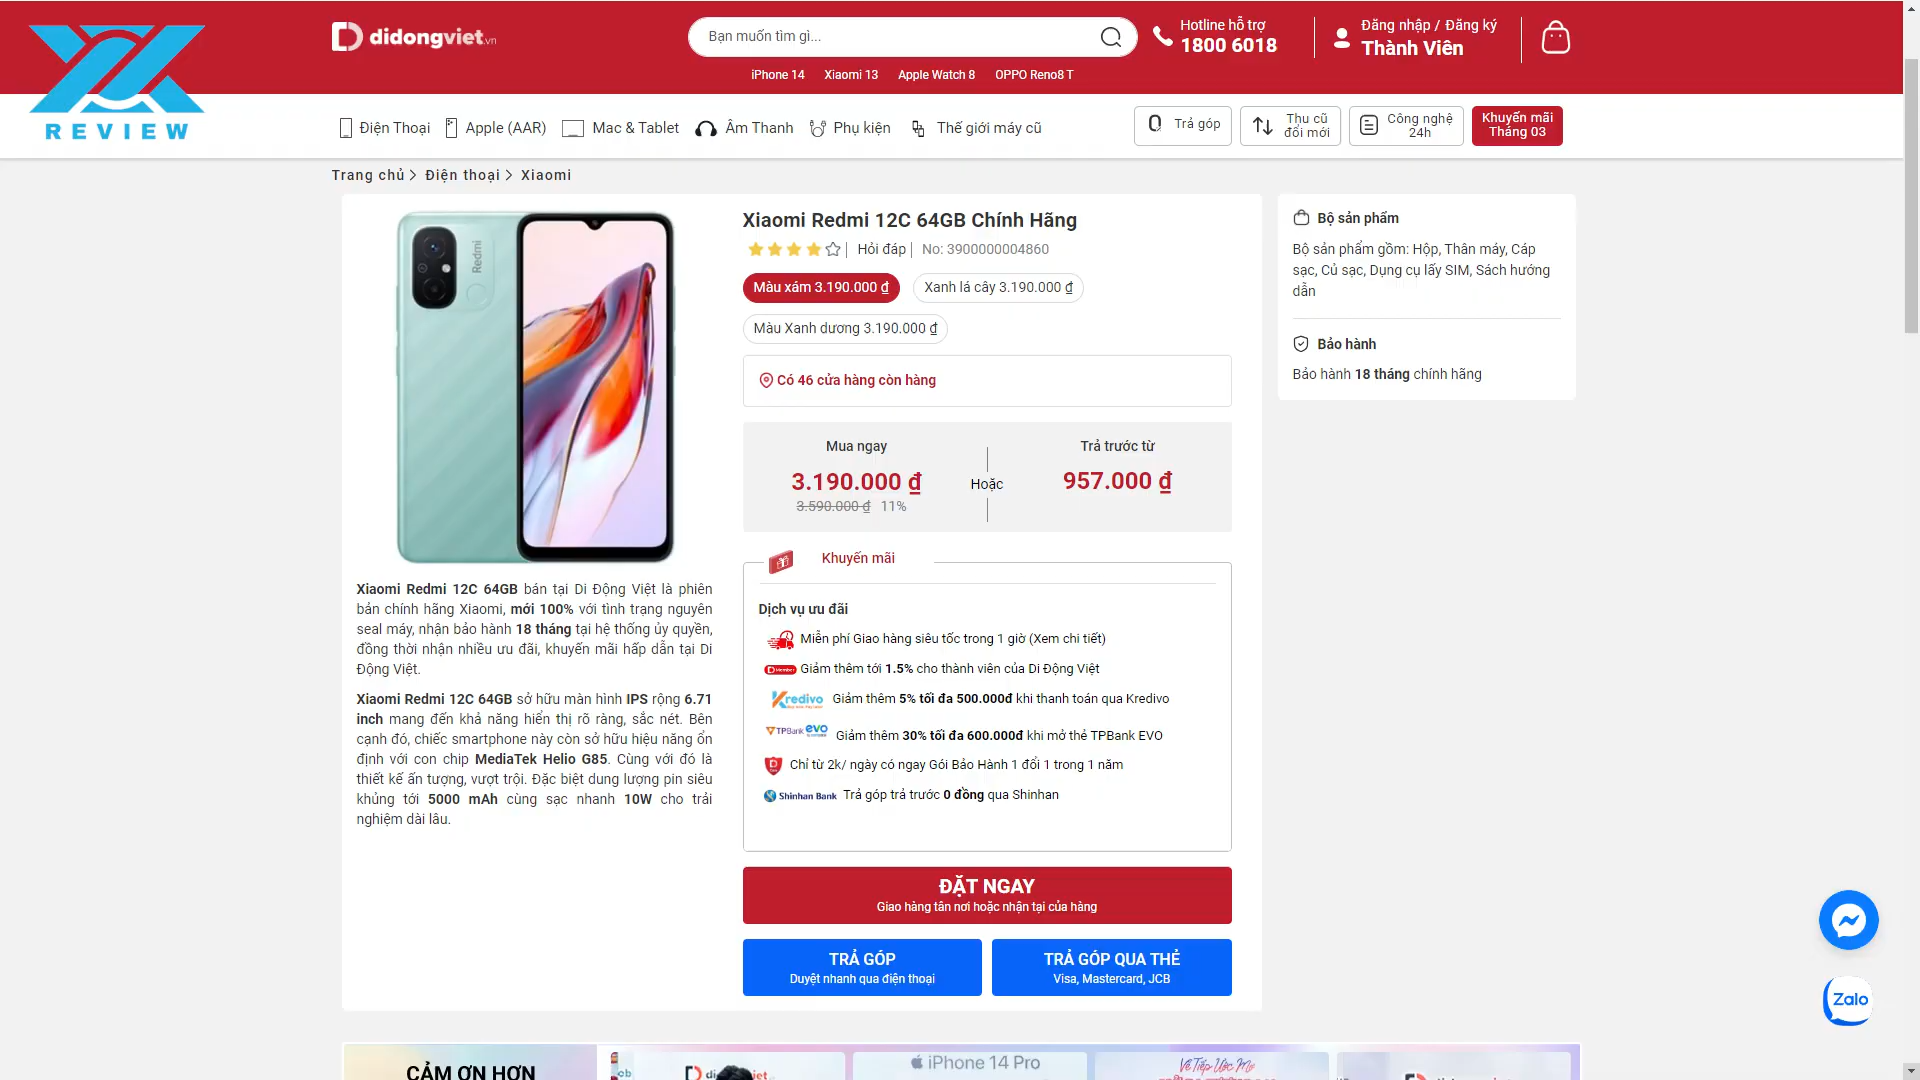 REVIEW
didongviet.vn
Bạn muốn tìm gì...
Hotline hỗ trợ
1800 6018
Đăng nhập / Đăng ký
Thành Viên
iPhone 14 Xiaomi 13 Apple Watch 8 OPPO Reno8 T
Điện Thoại Apple (AAR) Mac & Tablet Âm Thanh Phụ kiện Thế giới máy cũ
Trả góp
Thu cũ
đổi mới
Công nghệ
24h
Khuyến mãi
Tháng 03
Trang chủ > Điện thoại > Xiaomi
Redmi
Xiaomi Redmi 12C 64GB bán tại Di Động Việt là phiên
bản chính hãng Xiaomi, mới 100% với tình trạng nguyên
seal máy, nhận bảo hành 18 tháng tại hệ thống ủy quyền,
đồng thời nhận nhiều ưu đãi, khuyến mãi hấp dẫn tại Di
Động Việt.
Xiaomi Redmi 12C 64GB sở hữu màn hình IPS rộng 6.71
inch mang đến khả năng hiển thị rõ ràng, sắc nét. Bên
cạnh đó, chiếc smartphone này còn sở hữu hiệu năng ổn
định với con chip MediaTek Helio G85. Cùng với đó là
thiết kế ấn tượng, vượt trội. Đặc biệt dung lượng pin siêu
khủng tới 5000 mAh cùng sạc nhanh 10W cho trải
nghiệm dài lâu.
Xiaomi Redmi 12C 64GB Chính Hãng
Hỏi đáp | No: 3900000004860
Màu xám 3.190.000 ₫
Xanh lá cây 3.190.000 ₫
Màu Xanh dương 3.190.000 ₫
Có 46 cửa hàng còn hàng
Mua ngay
3.190.000 ₫
3.590.000 ₫ 11%
Hoặc
Trả trước từ
957.000 ₫
Khuyến mãi
Dịch vụ ưu đãi
Miễn phí Giao hàng siêu tốc trong 1 giờ (Xem chi tiết)
Member Giảm thêm tới 1.5% cho thành viên của Di Động Việt
Kredivo Giảm thêm 5% tối đa 500.000đ khi thanh toán qua Kredivo
TPBank evo Giảm thêm 30% tối đa 600.000đ khi mở thẻ TPBank EVO
Chỉ từ 2k/ ngày có ngay Gói Bảo Hành 1 đổi 1 trong 1 năm
Shinhan Bank Trả góp trả trước 0 đồng qua Shinhan
ĐẶT NGAY
Giao hàng tận nơi hoặc nhận tại cửa hàng
TRẢ GÓP
Duyệt nhanh qua điện thoại
TRẢ GÓP QUA THẺ
Visa, Mastercard, JCB
Bộ sản phẩm
Bộ sản phẩm gồm: Hộp, Thân máy, Cáp
sạc, Củ sạc, Dụng cụ lấy SIM, Sách hướng
dẫn
Bảo hành
Bảo hành 18 tháng chính hãng
Zalo
CẢM ƠN HƠN
iPhone 14 Pro